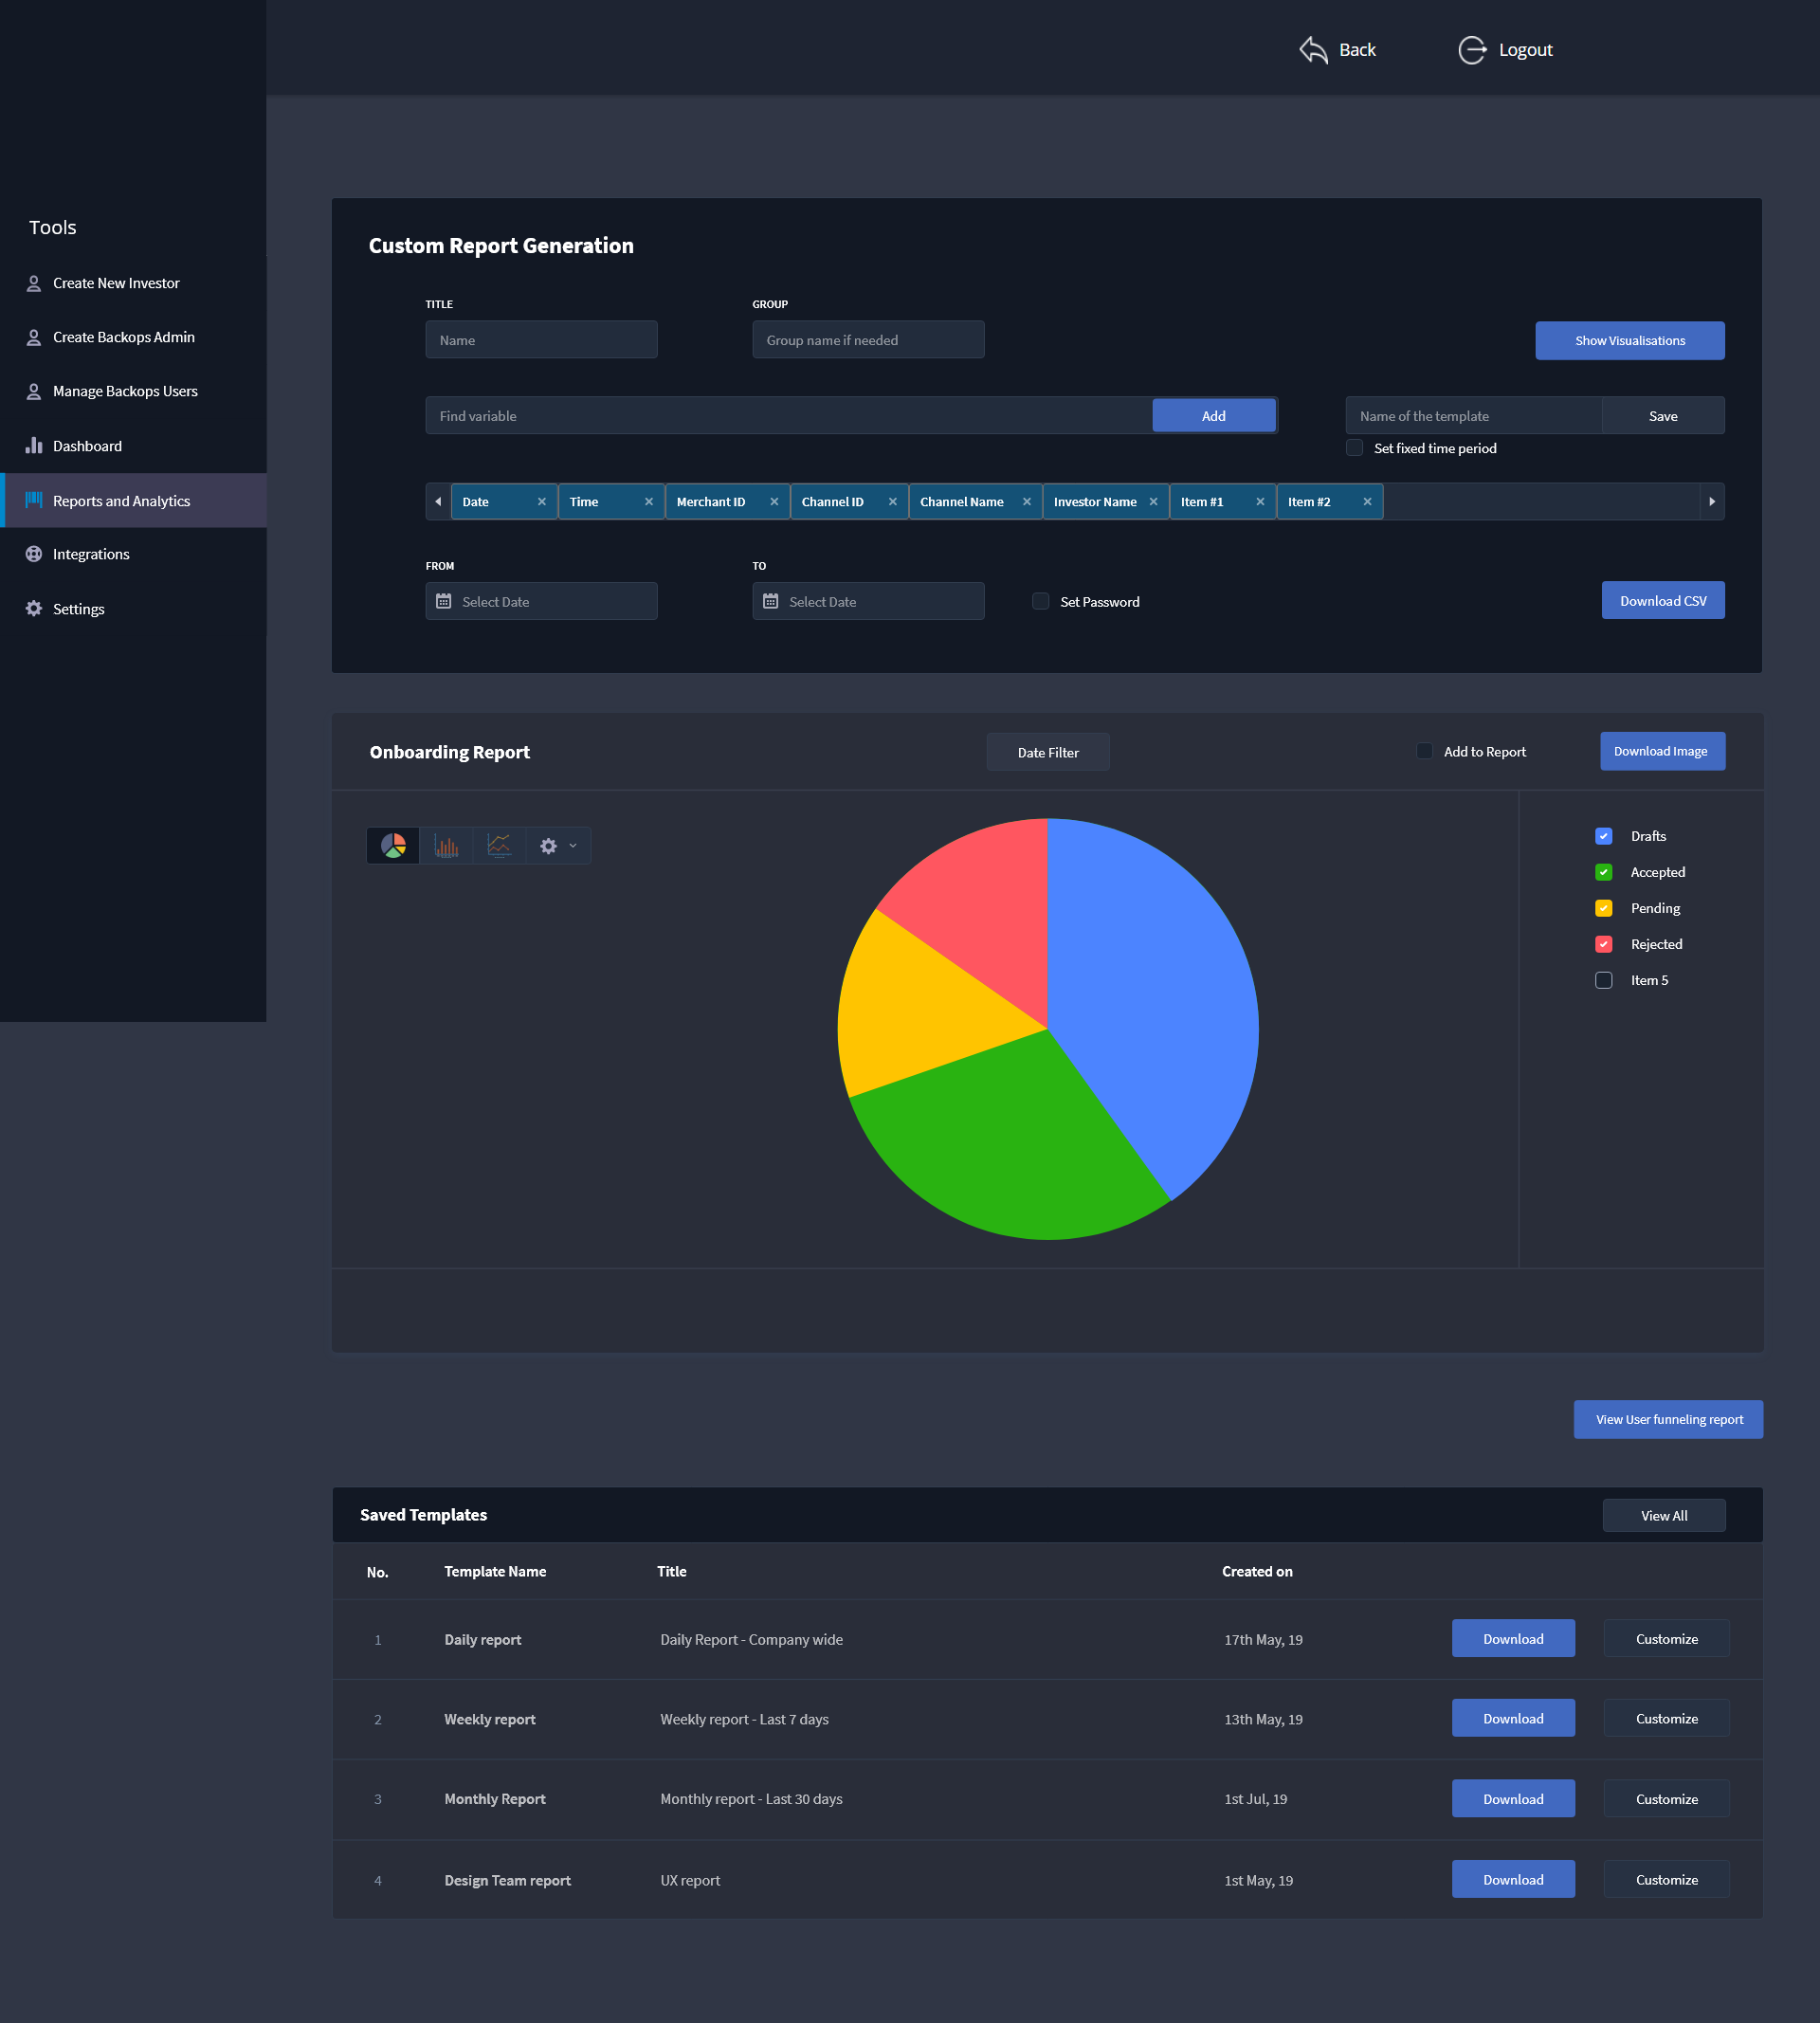 Back
Logout
Tools
Create New Investor
Create Backops Admin
Manage Backops Users
Dashboard
Reports and Analytics
Integrations
Settings
Custom Report Generation
TITLE
GROUP
Name
Group name if needed
Show Visualisations
Find variable
Add
Name of the template
Save
Set fixed time period
Date
Time
Merchant ID
Channel ID
Channel Name
Investor Name
Item #1
Item #2
FROM
TO
Select Date
Select Date
Set Password
Download CSV
Onboarding Report
Date Filter
Add to Report
Download Image
Drafts
Accepted
Pending
Rejected
Item 5
View User funneling report
Saved Templates
View All
No.
Template Name
Title
Created on
1
Daily report
Daily Report - Company wide
17th May, 19
Download
Customize
2
Weekly report
Weekly report - Last 7 days
13th May, 19
Download
Customize
3
Monthly Report
Monthly report - Last 30 days
1st Jul, 19
Download
Customize
4
Design Team report
UX report
1st May, 19
Download
Customize